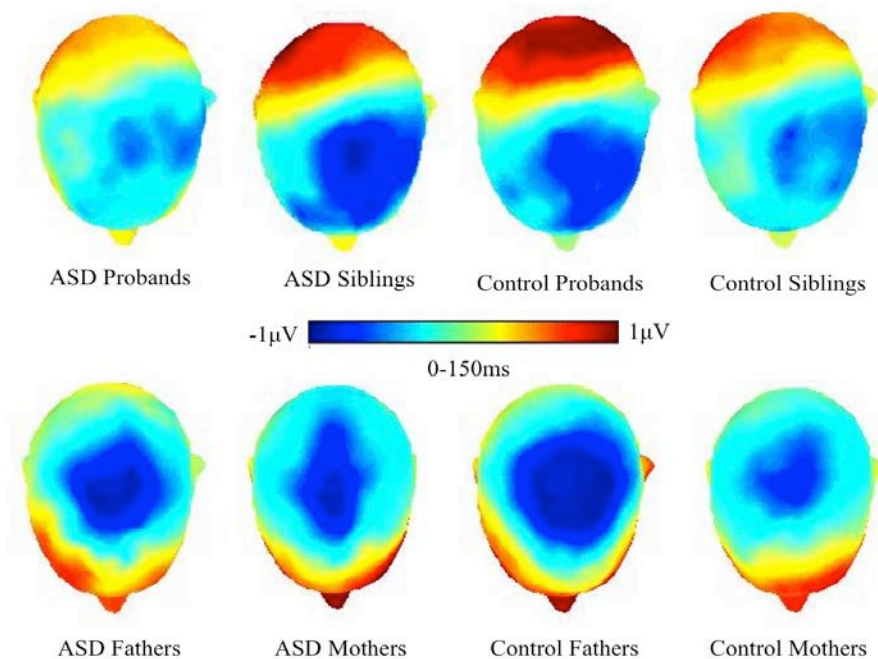 ASD Probands
ASD Siblings
Control Probands
Control Siblings
-1μV
1μV
0-150ms
ASD Fathers
ASD Mothers
Control Fathers
Control Mothers